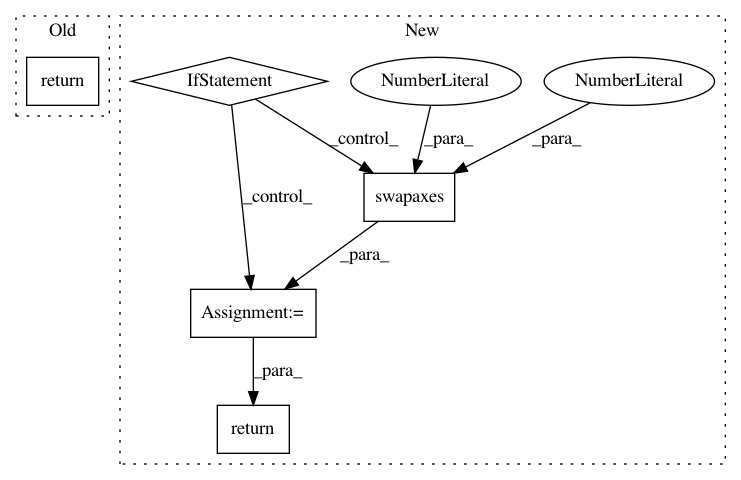 Old
New
return
IfStatement
NumberLiteral
NumberLiteral
_control_
_para_
_para_
swapaxes
_control_
_para_
Assignment:=
_para_
return